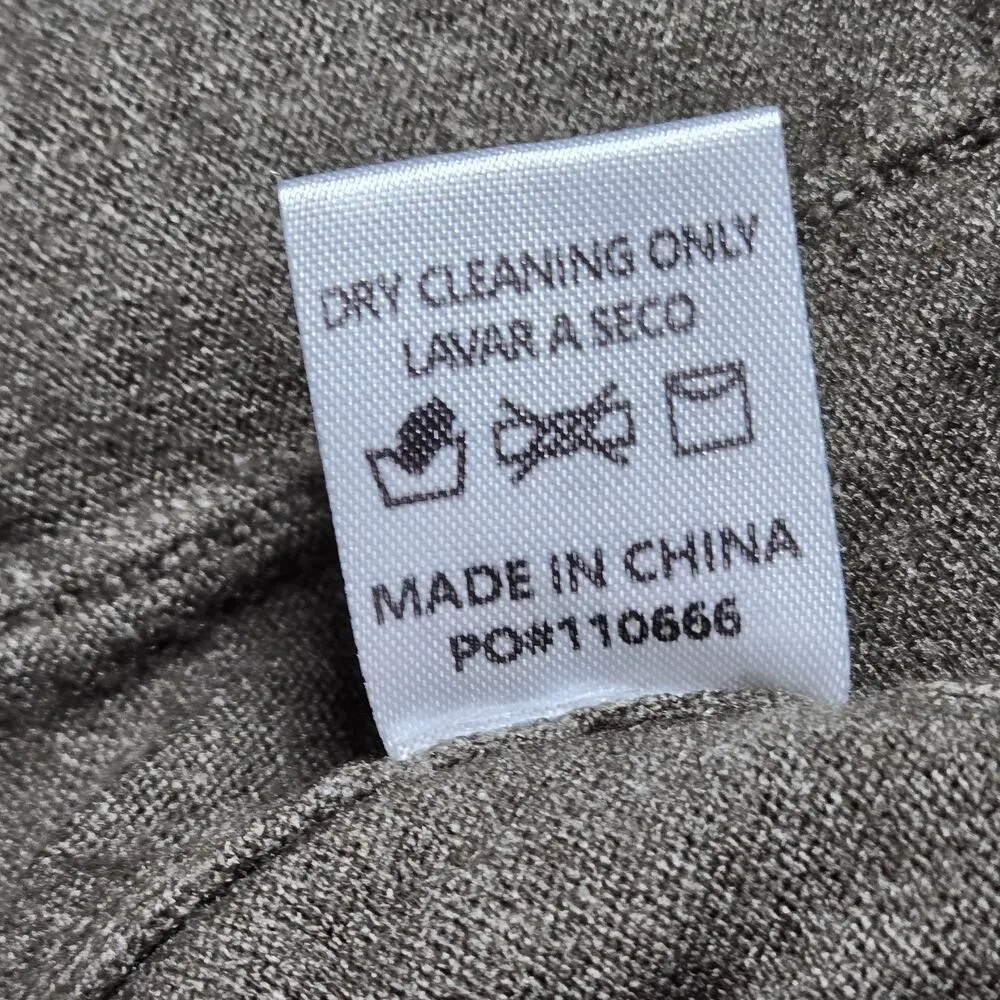 DRY CLEANING ONLY
LAVAR A SECO
MADE IN CHINA
PO#110666